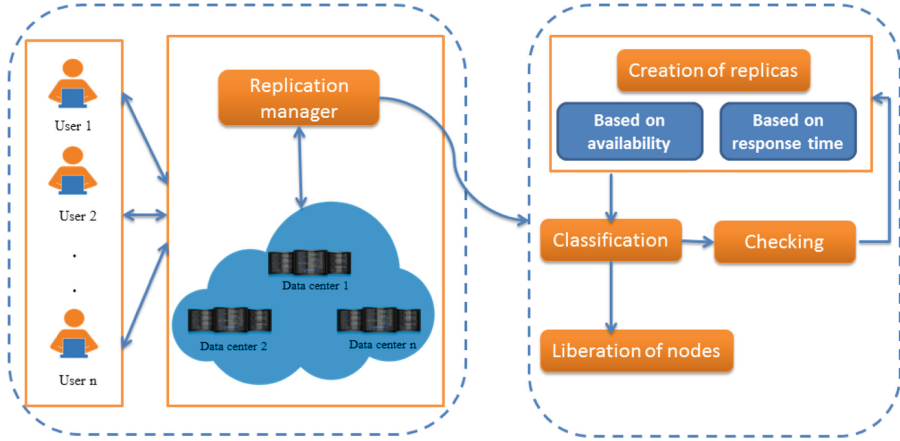 User 1
User 2
.
.
User n
Replication
manager
Data center 1
Data center 2
Data center n
Creation of replicas
Based on
availability
Based on
response time
Classification
Checking
Liberation of nodes